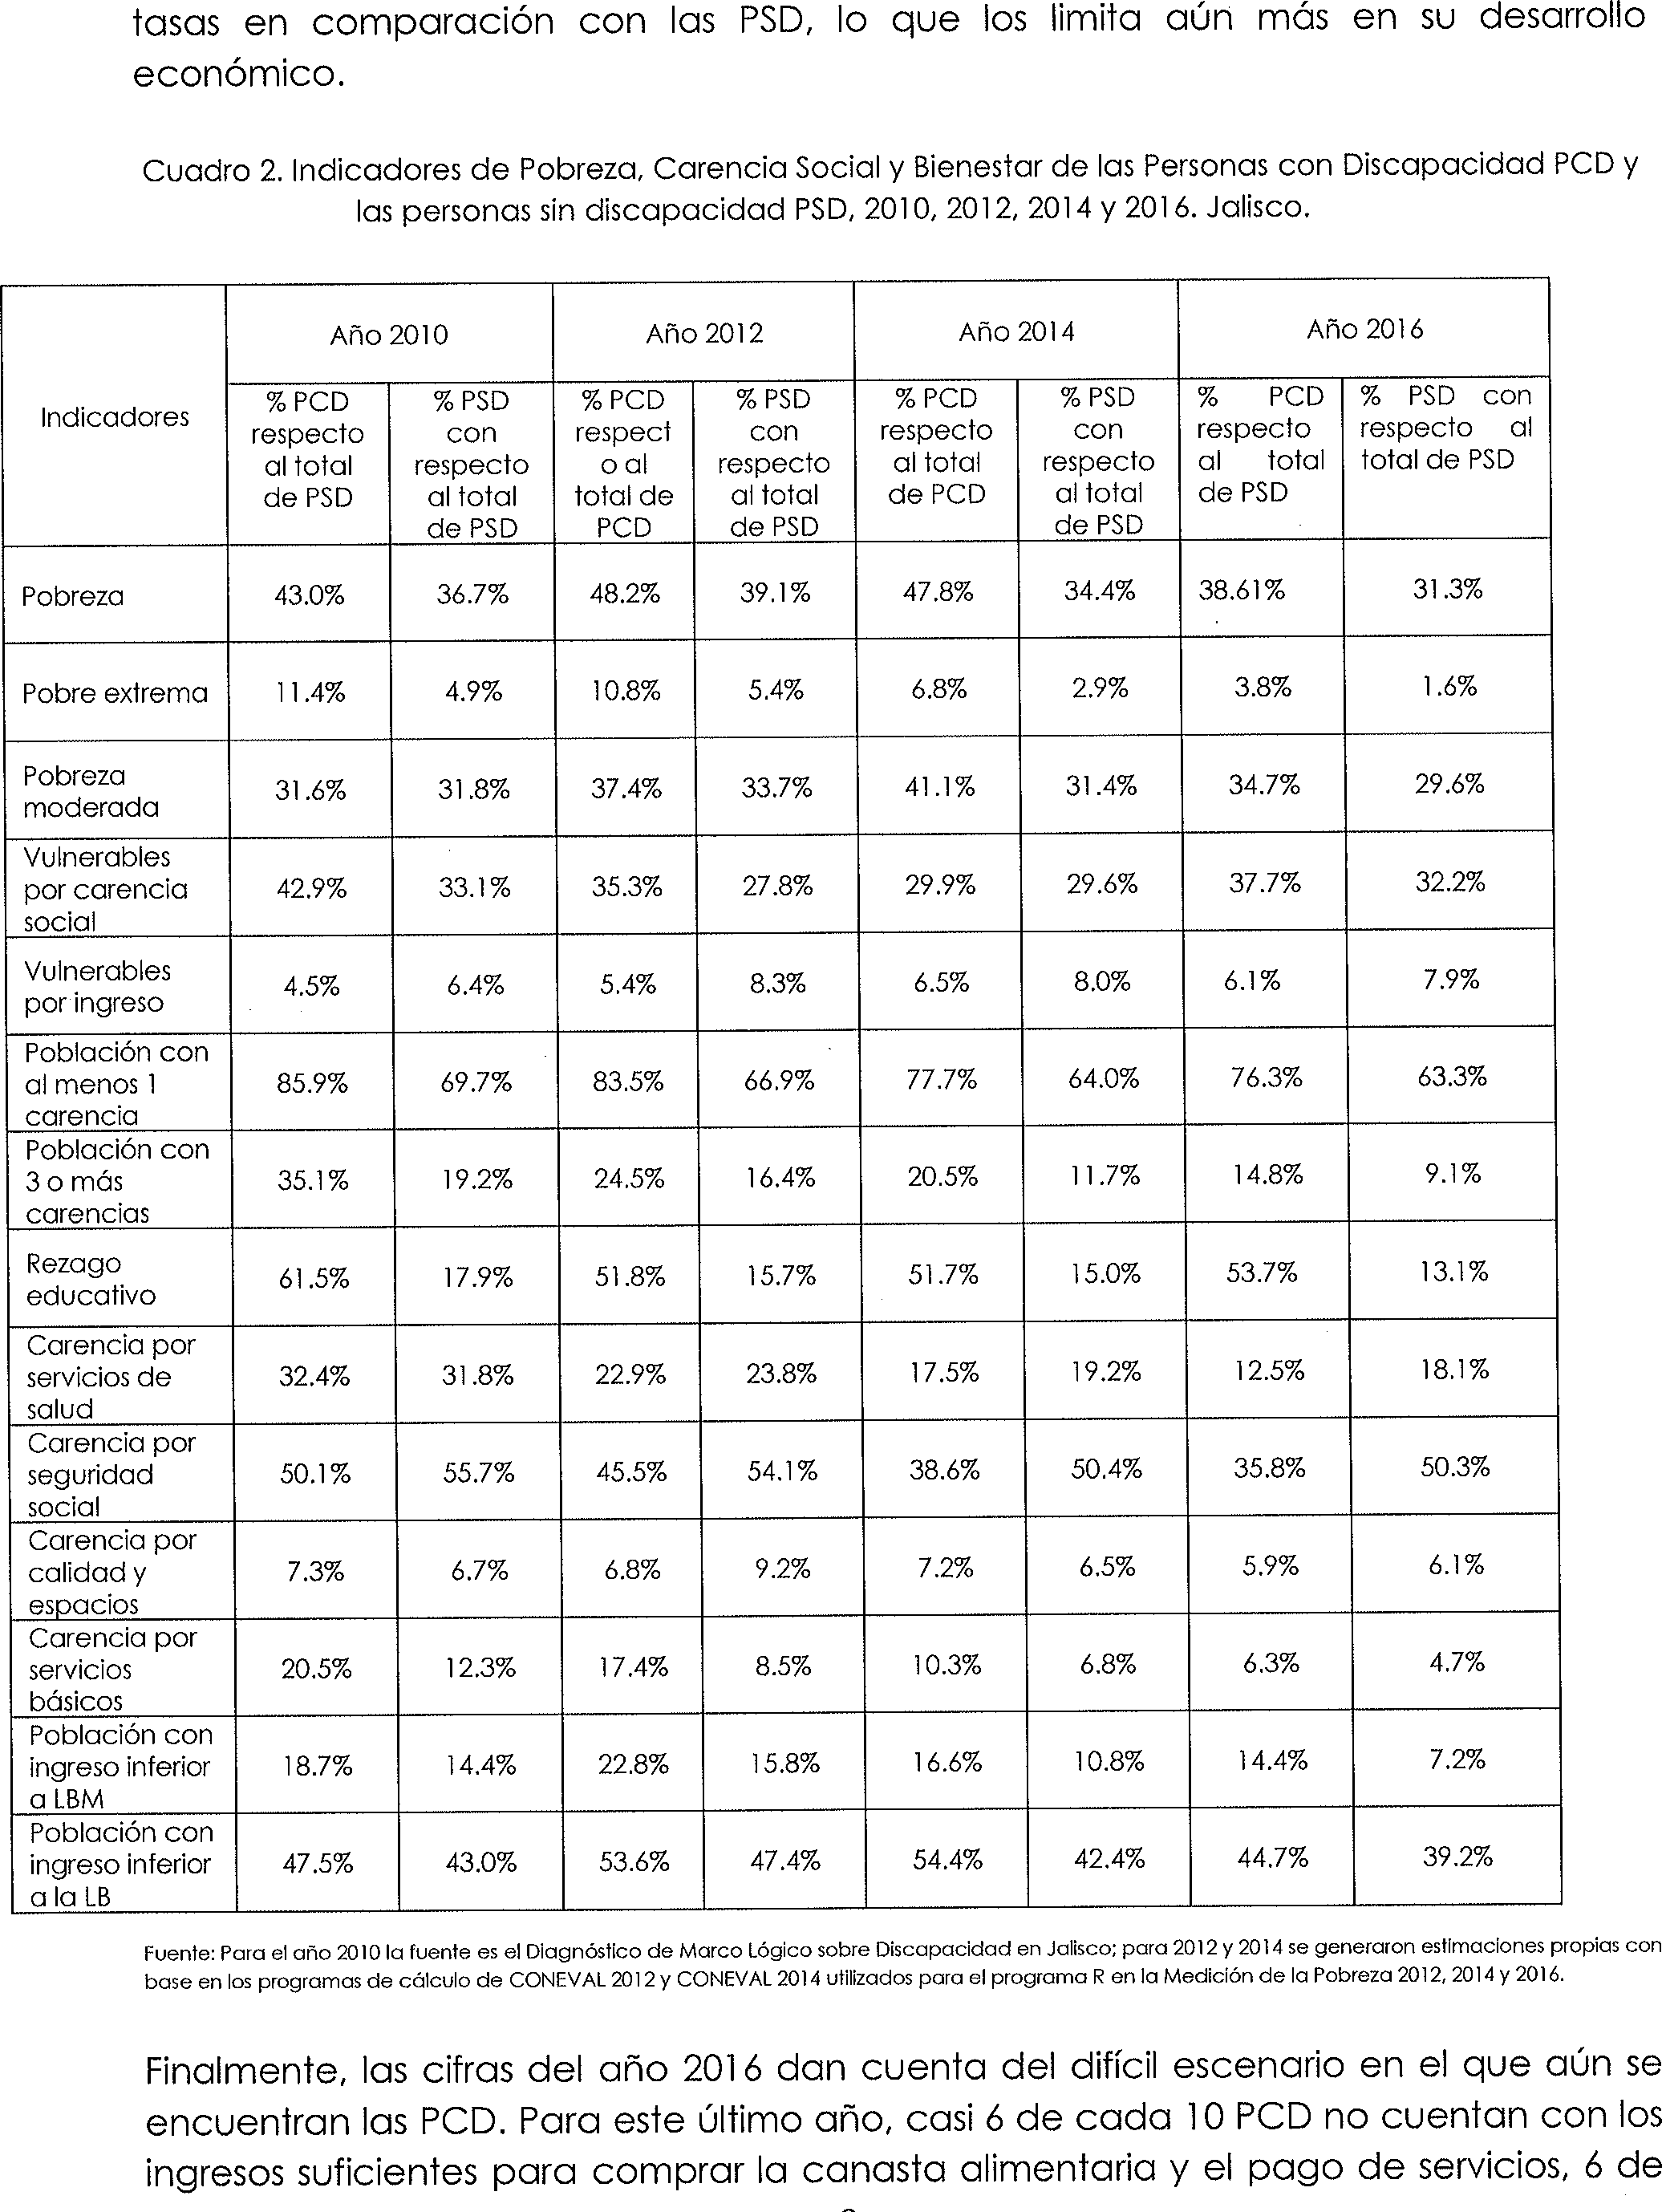 tasas en comparación con las PSD, lo que los limita aún más en su desarrollo
económico.
Cuadro 2. Indicadores de Pobreza, Carencia Social y Bienestar de las Personas con Discapacidad PCD y
las personas sin discapacidad PSD, 2010, 2012, 2014 y 2016. Jalisco.
Indicadores
Año 2010
Año 2012
Año 2014
Año 2016
% PCD
respecto
al total
de PSD
% PSD
con
respecto
al total
de PSD
% PCD
respect
o al
total de
PCD
% PSD
con
respecto
al total
de PSD
% PCD
respecto
al total
de PCD
% PSD
con
respecto
al total
de PSD
% PCD
respecto
al total
de PSD
% PSD con
respecto al
total de PSD
Pobreza
43.0% 36.7% 48.2% 39.1% 47.8% 34.4% 38.61% 31.3%
Pobre extrema 11.4% 4.9% 10.8% 5.4% 6.8% 2.9% 3.8% 1.6%
Pobreza
moderada
31.6% 31.8% 37.4% 33.7% 41.1% 31.4% 34.7% 29.6%
Vulnerables
por carencia
social
42.9% 33.1% 35.3% 27.8% 29.9% 29.6% 37.7% 32.2%
Vulnerables
por ingreso
4.5% 6.4% 5.4% 8.3% 6.5% 8.0% 6.1% 7.9%
Población con
al menos 1
carencia
85.9% 69.7% 83.5% 66.9% 77.7% 64.0% 76.3% 63.3%
Población con
3 o más
carencias
35.1% 19.2% 24.5% 16.4% 20.5% 11.7% 14.8% 9.1%
Rezago
educativo
61.5% 17.9% 51.8% 15.7% 51.7% 15.0% 53.7% 13.1%
Carencia por
servicios de
salud
32.4% 31.8% 22.9% 23.8% 17.5% 19.2% 12.5% 18.1%
Carencia por
seguridad
social
50.1% 55.7% 45.5% 54.1% 38.6% 50.4% 35.8% 50.3%
Carencia por
calidad y
espacios
7.3% 6.7% 6.8% 9.2% 7.2% 6.5% 5.9% 6.1%
Carencia por
servicios
básicos
20.5% 12.3% 17.4% 8.5% 10.3% 6.8% 6.3% 4.7%
Población con
ingreso inferior
a LBM
18.7% 14.4% 22.8% 15.8% 16.6% 10.8% 14.4% 7.2%
Población con
ingreso inferior
a la LB
47.5% 43.0% 53.6% 47.4% 54.4% 42.4% 44.7% 39.2%
Fuente: Para el año 2010 la fuente es el Diagnóstico de Marco Lógico sobre Discapacidad en Jalisco; para 2012 y 2014 se generaron estimaciones propias con
base en los programas de cálculo de CONEVAL 2012 y CONEVAL 2014 utilizados para el programa R en la Medición de la Pobreza 2012, 2014 y 2016.
Finalmente, las cifras del año 2016 dan cuenta del difícil escenario en el que aún se
encuentran las PCD. Para este último año, casi 6 de cada 10 PCD no cuentan con los
ingresos suficientes para comprar la canasta alimentaria y el pago de servicios, 6 de